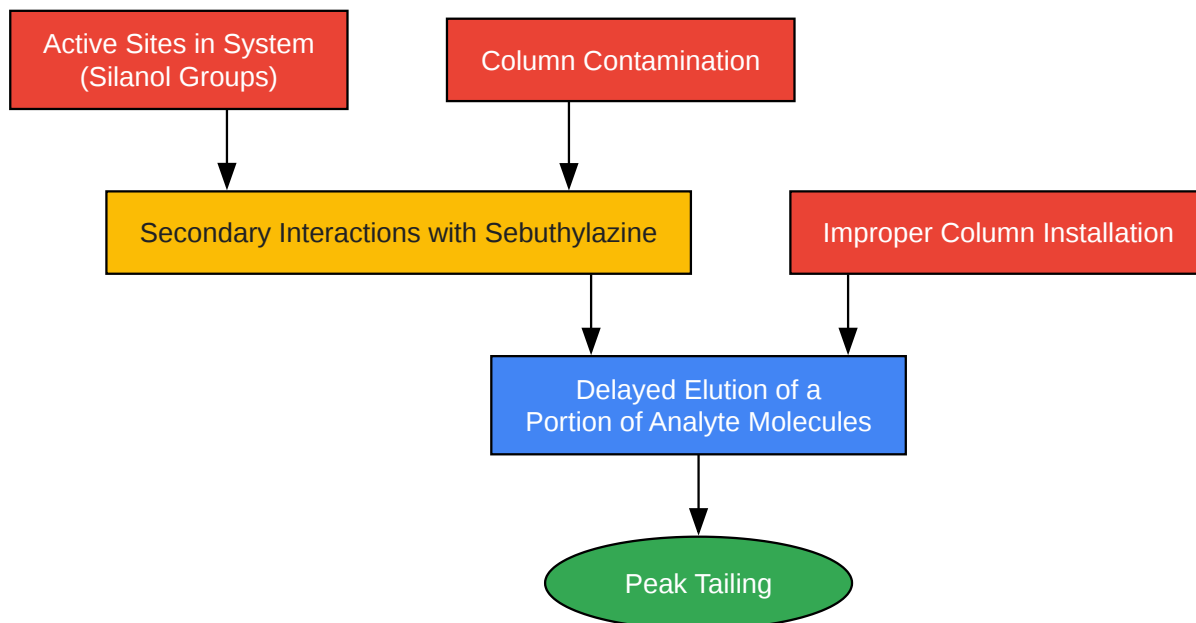 Active Sites in System
(Silanol Groups)
Column Contamination
Secondary Interactions with Sebuthylazine
Improper Column Installation
Delayed Elution of a
Portion of Analyte Molecules
Peak Tailing